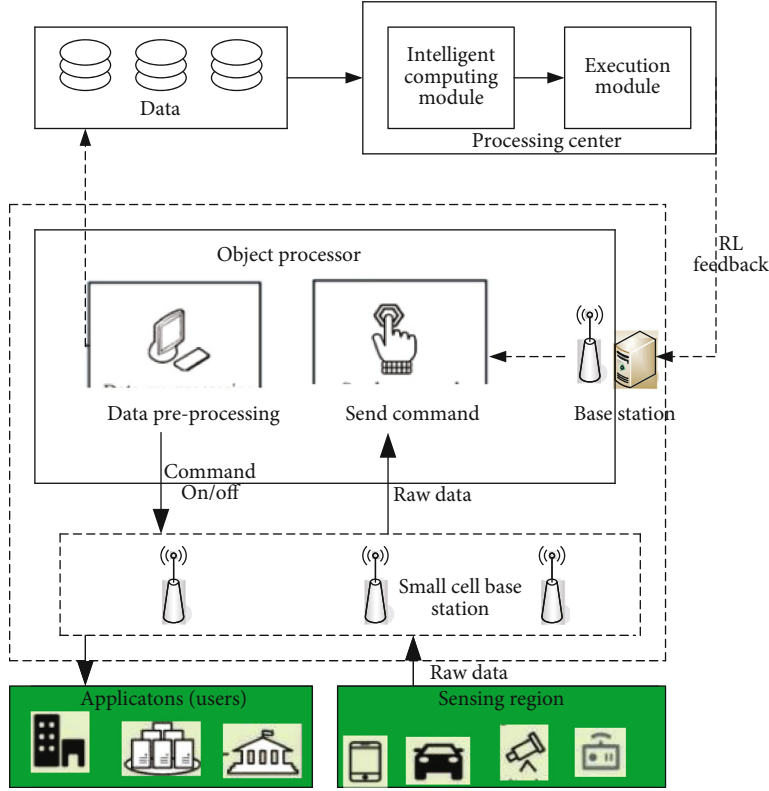 Data
Intelligent
computing
module
Execution
module
Processing center
RL
feedback
Object processor
Data pre-processing
Send command
Base station
Command
On/off
Raw data
Small cell base
station
Raw data
Applicatons (users)
Sensing region